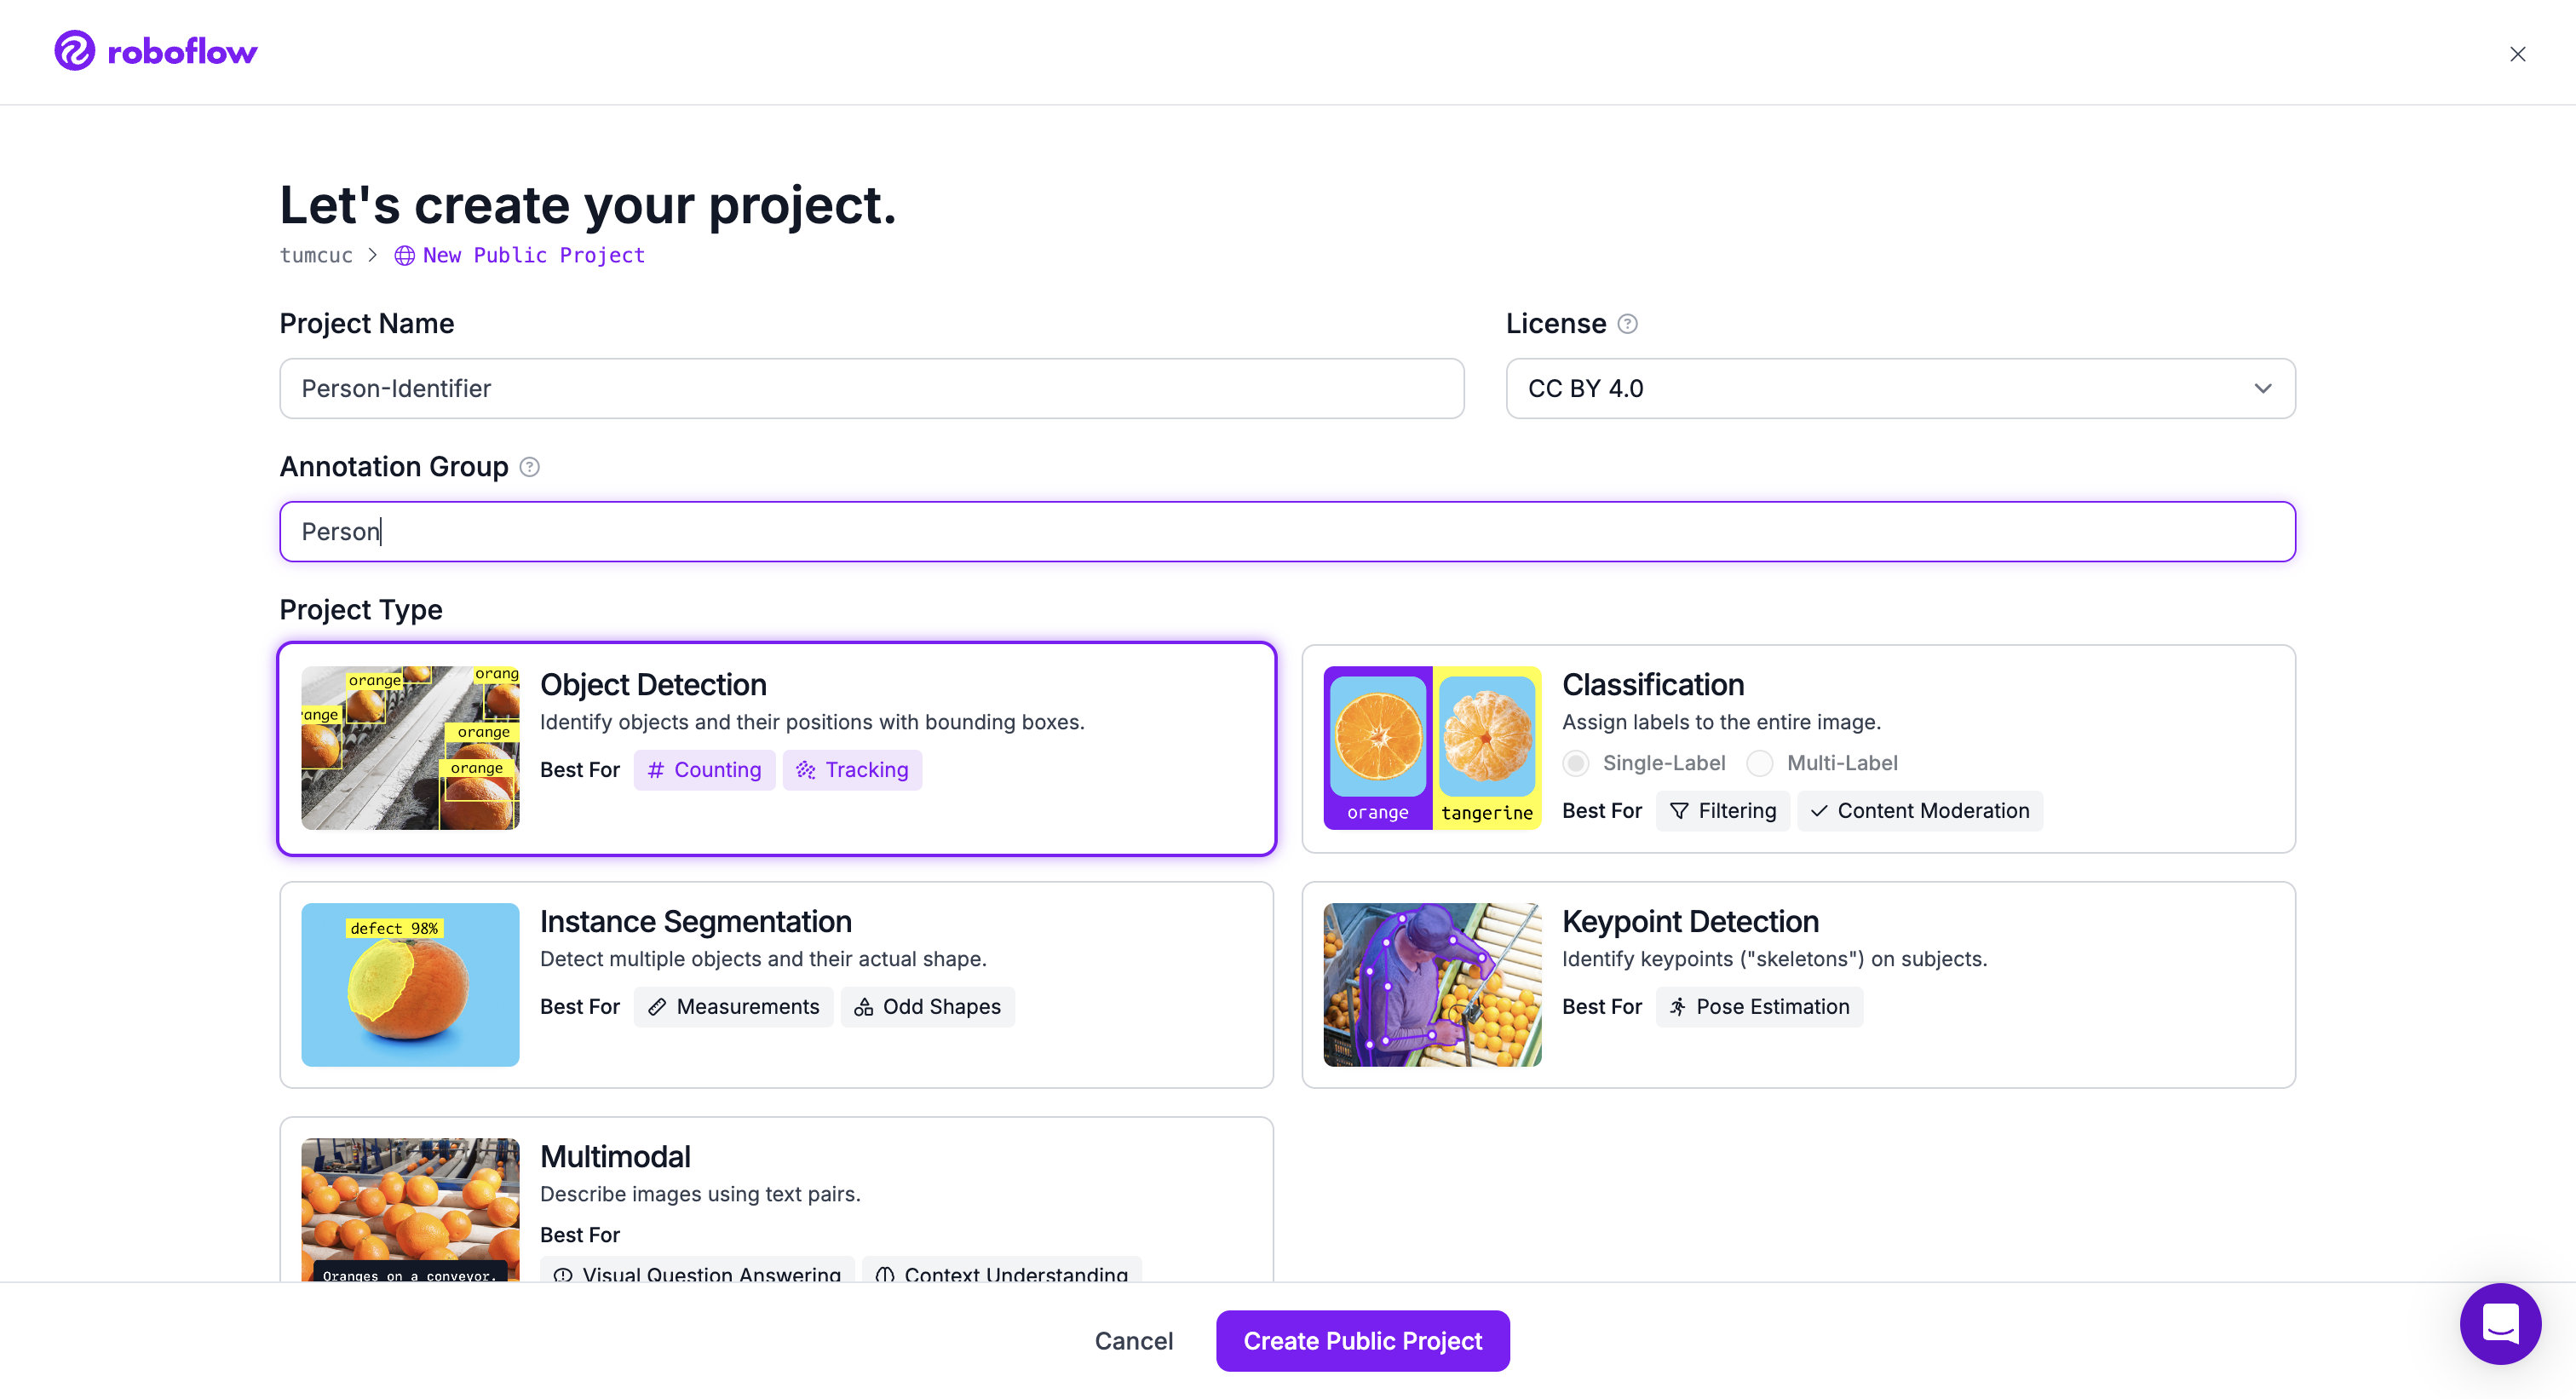 roboflow
Let's create your project.
tumcuc > New Public Project
Project Name
License
Person-Identifier
CC BY 4.0
Annotation Group
Person
Project Type
orange
orang
range
orange
orange
Object Detection
Identify objects and their positions with bounding boxes.
Best For # Counting Tracking
orange
tangerine
Classification
Assign labels to the entire image.
Single-Label Multi-Label
Best For Filtering Content Moderation
defect 98%
Instance Segmentation
Detect multiple objects and their actual shape.
Best For Measurements Odd Shapes
Keypoint Detection
Identify keypoints ("skeletons") on subjects.
Best For Pose Estimation
Oranges on a conveyor.
Multimodal
Describe images using text pairs.
Best For
Visual Question Answering Context Understanding
Cancel
Create Public Project